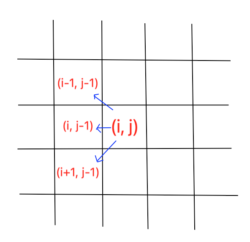 (i-1, j-1)
(i, j-1) (i, j)
(i+1, j-1)